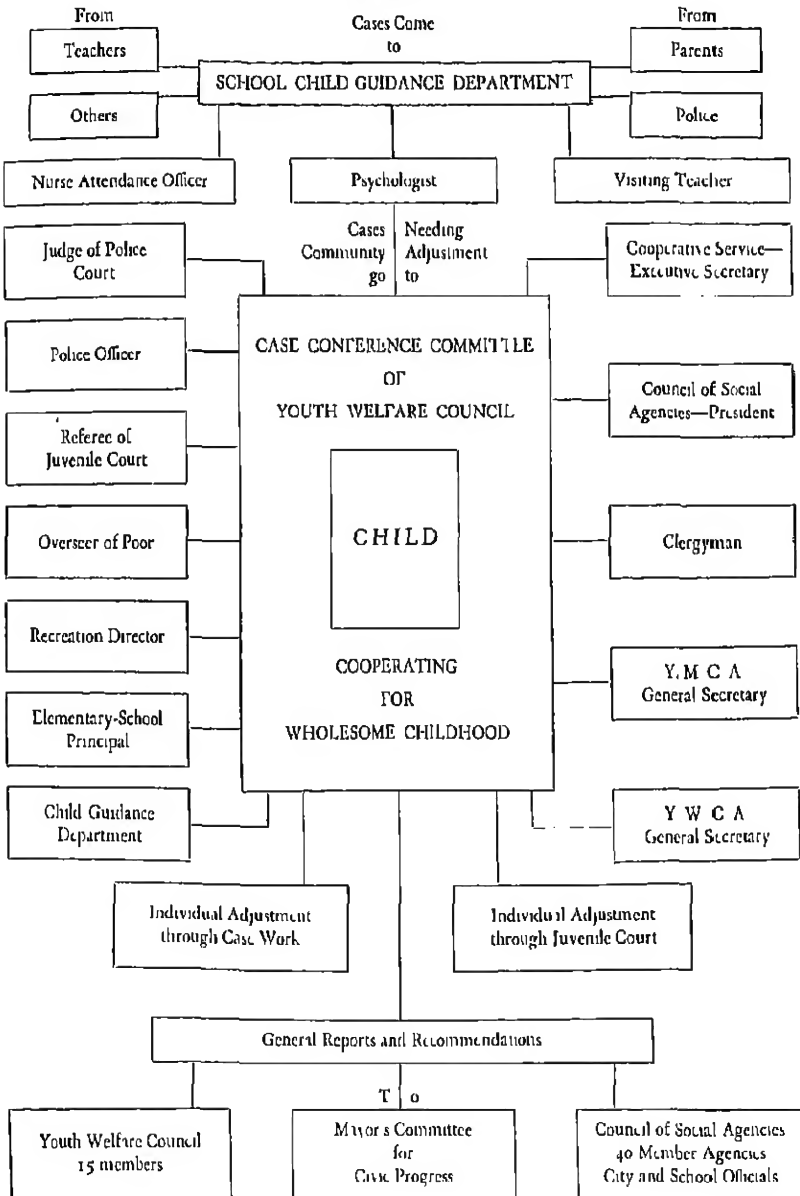 From
Cases Come
to
From
Teachers
Parents
SCHOOL CHILD GUIDANCE DEPARTMENT
Others
Police
Nurse Attendance Officer
Psychologist
Visiting Teacher
Cases Needing
Community Adjustment
go to
Judge of Police
Court
Police Officer
Referee of
Juvenile Court
Overseer of Poor
Recreation Director
Elementary-School
Principal
Child Guidance
Department
CASE CONFERENCE COMMITTEE
OF
YOUTH WELFARE COUNCIL
CHILD
COOPERATING
FOR
WHOLESOME CHILDHOOD
Cooperative Service—
Executive Secretary
Council of Social
Agencies—President
Clergyman
Y. M C A
General Secretary
Y W C A
General Secretary
Individual Adjustment
through Case Work
Individual Adjustment
through Juvenile Court
General Reports and Recommendations
To
Youth Welfare Council
15 members
Mayor s Committee
for
Civic Progress
Council of Social Agencies
40 Member Agencies
City and School Officials